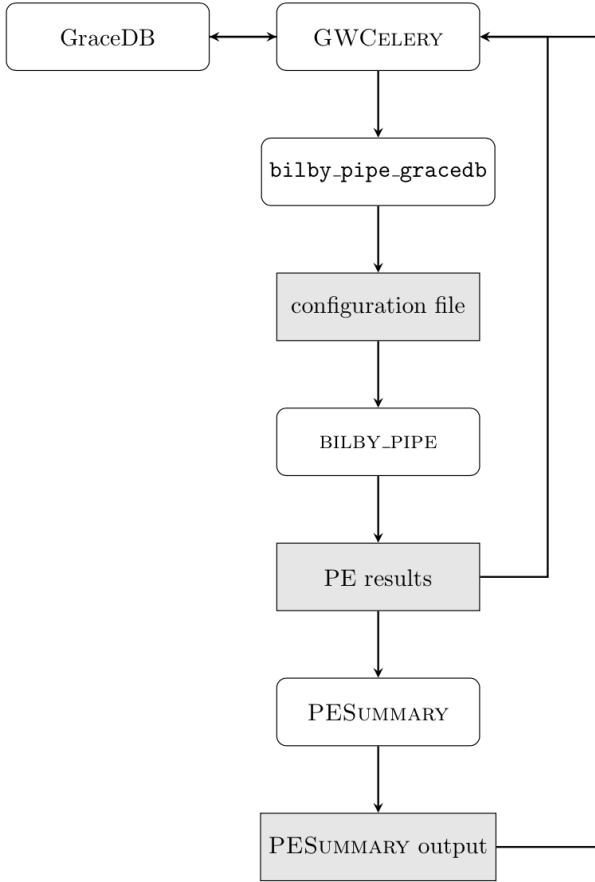 GraceDB
GWCELERY
bilby_pipe_gracedb
configuration file
BILBY_PIPE
PE results
PESUMMARY
PESUMMARY output